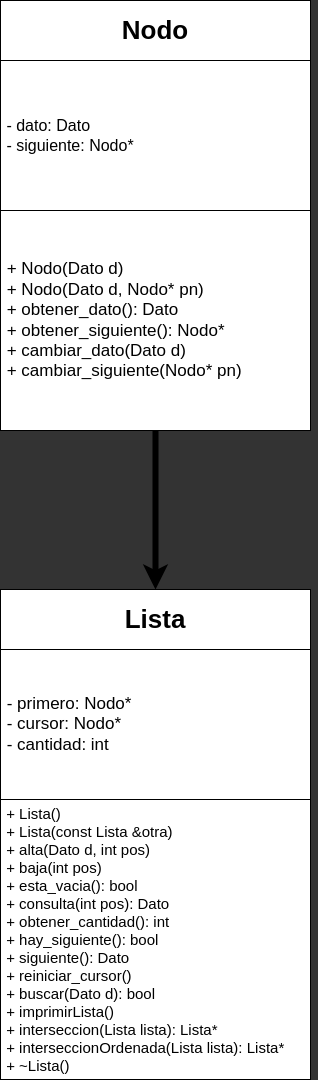 Nodo
- dato: Dato
- siguiente: Nodo*
+ Nodo(Dato d)
+ Nodo(Dato d, Nodo* pn)
+ obtener_dato(): Dato
+ obtener_siguiente(): Nodo*
+ cambiar_dato(Dato d)
+ cambiar_siguiente(Nodo* pn)
Lista
- primero: Nodo*
- cursor: Nodo*
- cantidad: int
+ Lista()
+ Lista(const Lista &otra)
+ alta(Dato d, int pos)
+ baja(int pos)
+ esta_vacia(): bool
+ consulta(int pos): Dato
+ obtener_cantidad(): int
+ hay_siguiente(): bool
+ siguiente(): Dato
+ reiniciar_cursor()
+ buscar(Dato d): bool
+ imprimirLista()
+ interseccion(Lista lista): Lista*
+ interseccionOrdenada(Lista lista): Lista*
+ ~Lista()